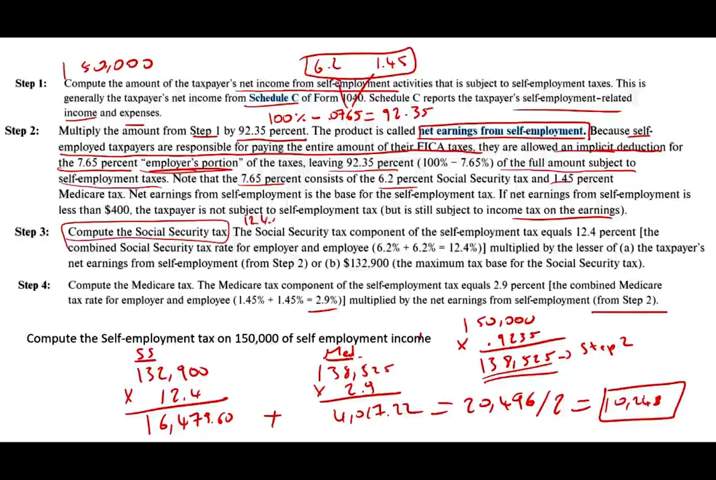 150,000
6.2 1.45
Step 1: Compute the amount of the taxpayer's net income from self-employment activities that is subject to self-employment taxes. This is
generally the taxpayer's net income from Schedule C of Form 1040. Schedule C reports the taxpayer's self-employment-related
income and expenses.
100% - .0765 = 92.35
Step 2: Multiply the amount from Step 1 by 92.35 percent. The product is called net earnings from self-employment. Because self-
employed taxpayers are responsible for paying the entire amount of their FICA taxes, they are allowed an implicit deduction for
the 7.65 percent "employer's portion" of the taxes, leaving 92.35 percent (100% − 7.65%) of the full amount subject to
self-employment taxes. Note that the 7.65 percent consists of the 6.2 percent Social Security tax and 1.45 percent
Medicare tax. Net earnings from self-employment is the base for the self-employment tax. If net earnings from self-employment is
less than $400, the taxpayer is not subject to self-employment tax (but is still subject to income tax on the earnings).
12.4
Step 3: Compute the Social Security tax. The Social Security tax component of the self-employment tax equals 12.4 percent [the
combined Social Security tax rate for employer and employee (6.2% + 6.2% = 12.4%)] multiplied by the lesser of (a) the taxpayer's
net earnings from self-employment (from Step 2) or (b) $132,900 (the maximum tax base for the Social Security tax).
Step 4: Compute the Medicare tax. The Medicare tax component of the self-employment tax equals 2.9 percent [the combined Medicare
tax rate for employer and employee (1.45% + 1.45% = 2.9%)] multiplied by the net earnings from self-employment (from Step 2).
Compute the Self-employment tax on 150,000 of self employment income
150,000
x .9235
138,525 → Step 2
SS Med
132,900 138,525
x 12.4 x 2.9
16,479.60 + 4,017.22 = 20,496/2 = 10,248